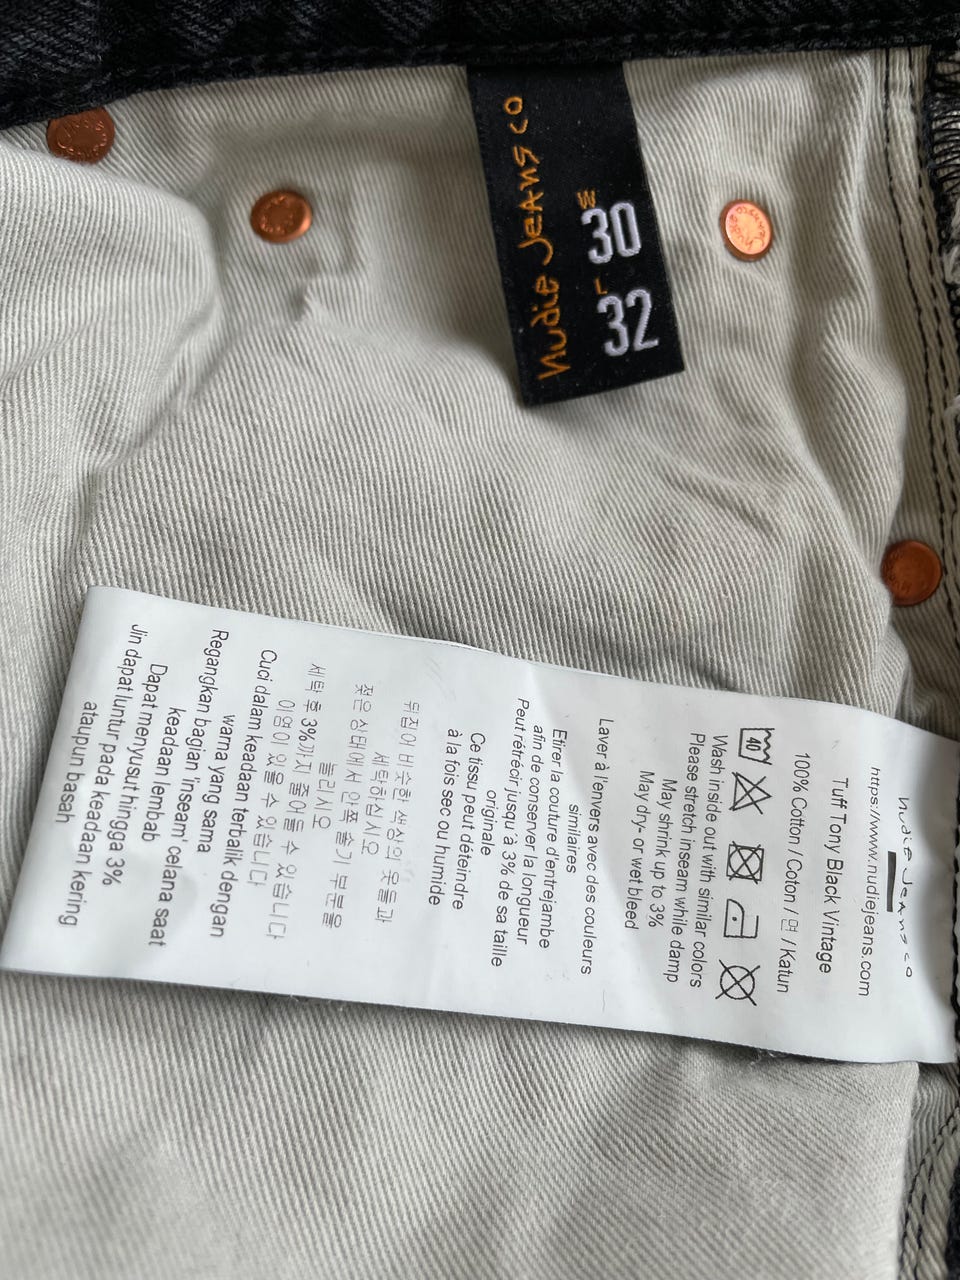 nudie jeans co
W
30
L
32
nudie jeans co
https://www.nudiejeans.com
Tuff Tony Black Vintage
100% Cotton / Coton / 면 / Katun
40
Wash inside out with similar colors
Please stretch inseam while damp
May shrink up to 3%
May dry- or wet bleed
Laver à l'envers avec des couleurs
similaires
Etirer la couture d'entrejambe
afin de conserver la longueur
Peut rétrécir jusqu'à 3% de sa taille
originale
Ce tissu peut déteindre
à la fois sec ou humide
뒤집어 비슷한 색상의 옷들과
세탁하십시오
젖은 상태에서 안쪽 솔기 부분을
늘리시오
세탁 후 3%까지 줄어들 수 있습니다
이염이 있을 수 있습니다
Cuci dalam keadaan terbalik dengan
warna yang sama
Regangkan bagian 'inseam' celana saat
keadaan lembab
Dapat menyusut hingga 3%
Jin dapat luntur pada keadaan kering
ataupun basah